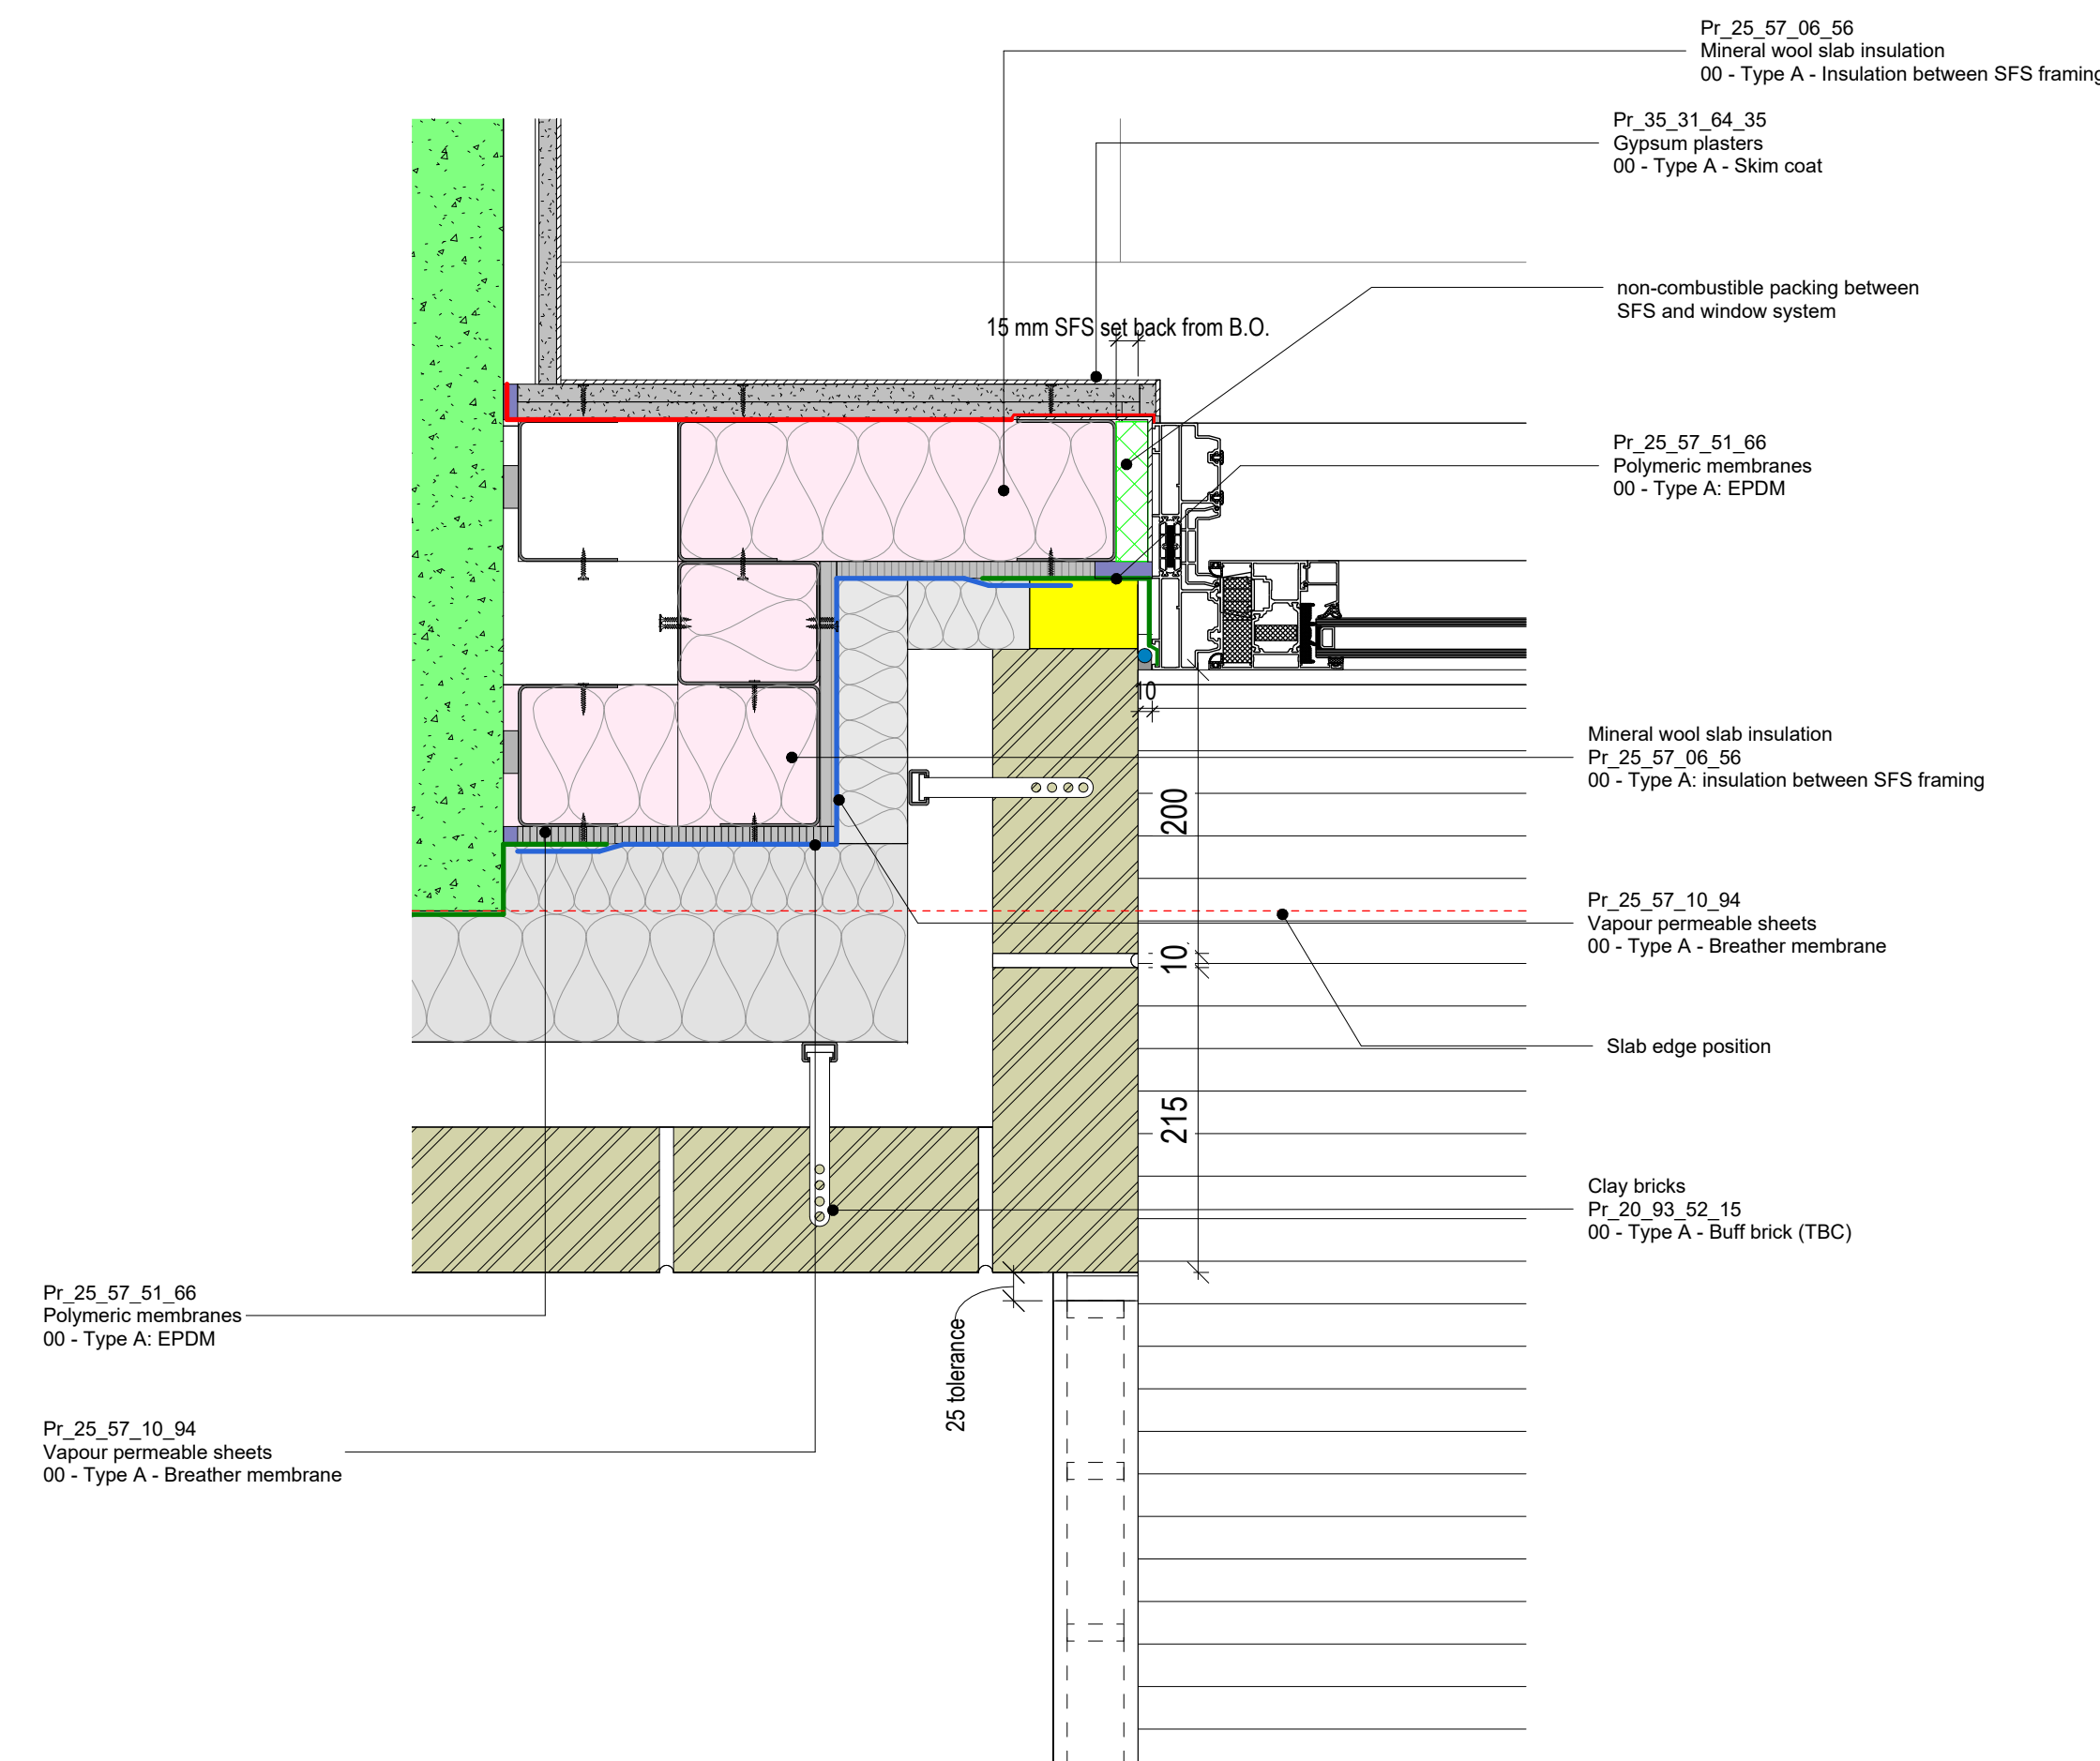 Pr_25_57_06_56
Mineral wool slab insulation
00 - Type A - Insulation between SFS framing
Pr_35_31_64_35
Gypsum plasters
00 - Type A - Skim coat
non-combustible packing between
SFS and window system
15 mm SFS set back from B.O.
Pr_25_57_51_66
Polymeric membranes
00 - Type A: EPDM
10
Mineral wool slab insulation
Pr_25_57_06_56
00 - Type A: insulation between SFS framing
200
Pr_25_57_10_94
Vapour permeable sheets
00 - Type A - Breather membrane
10
Slab edge position
215
Clay bricks
Pr_20_93_52_15
00 - Type A - Buff brick (TBC)
25 tolerance
Pr_25_57_51_66
Polymeric membranes
00 - Type A: EPDM
Pr_25_57_10_94
Vapour permeable sheets
00 - Type A - Breather membrane